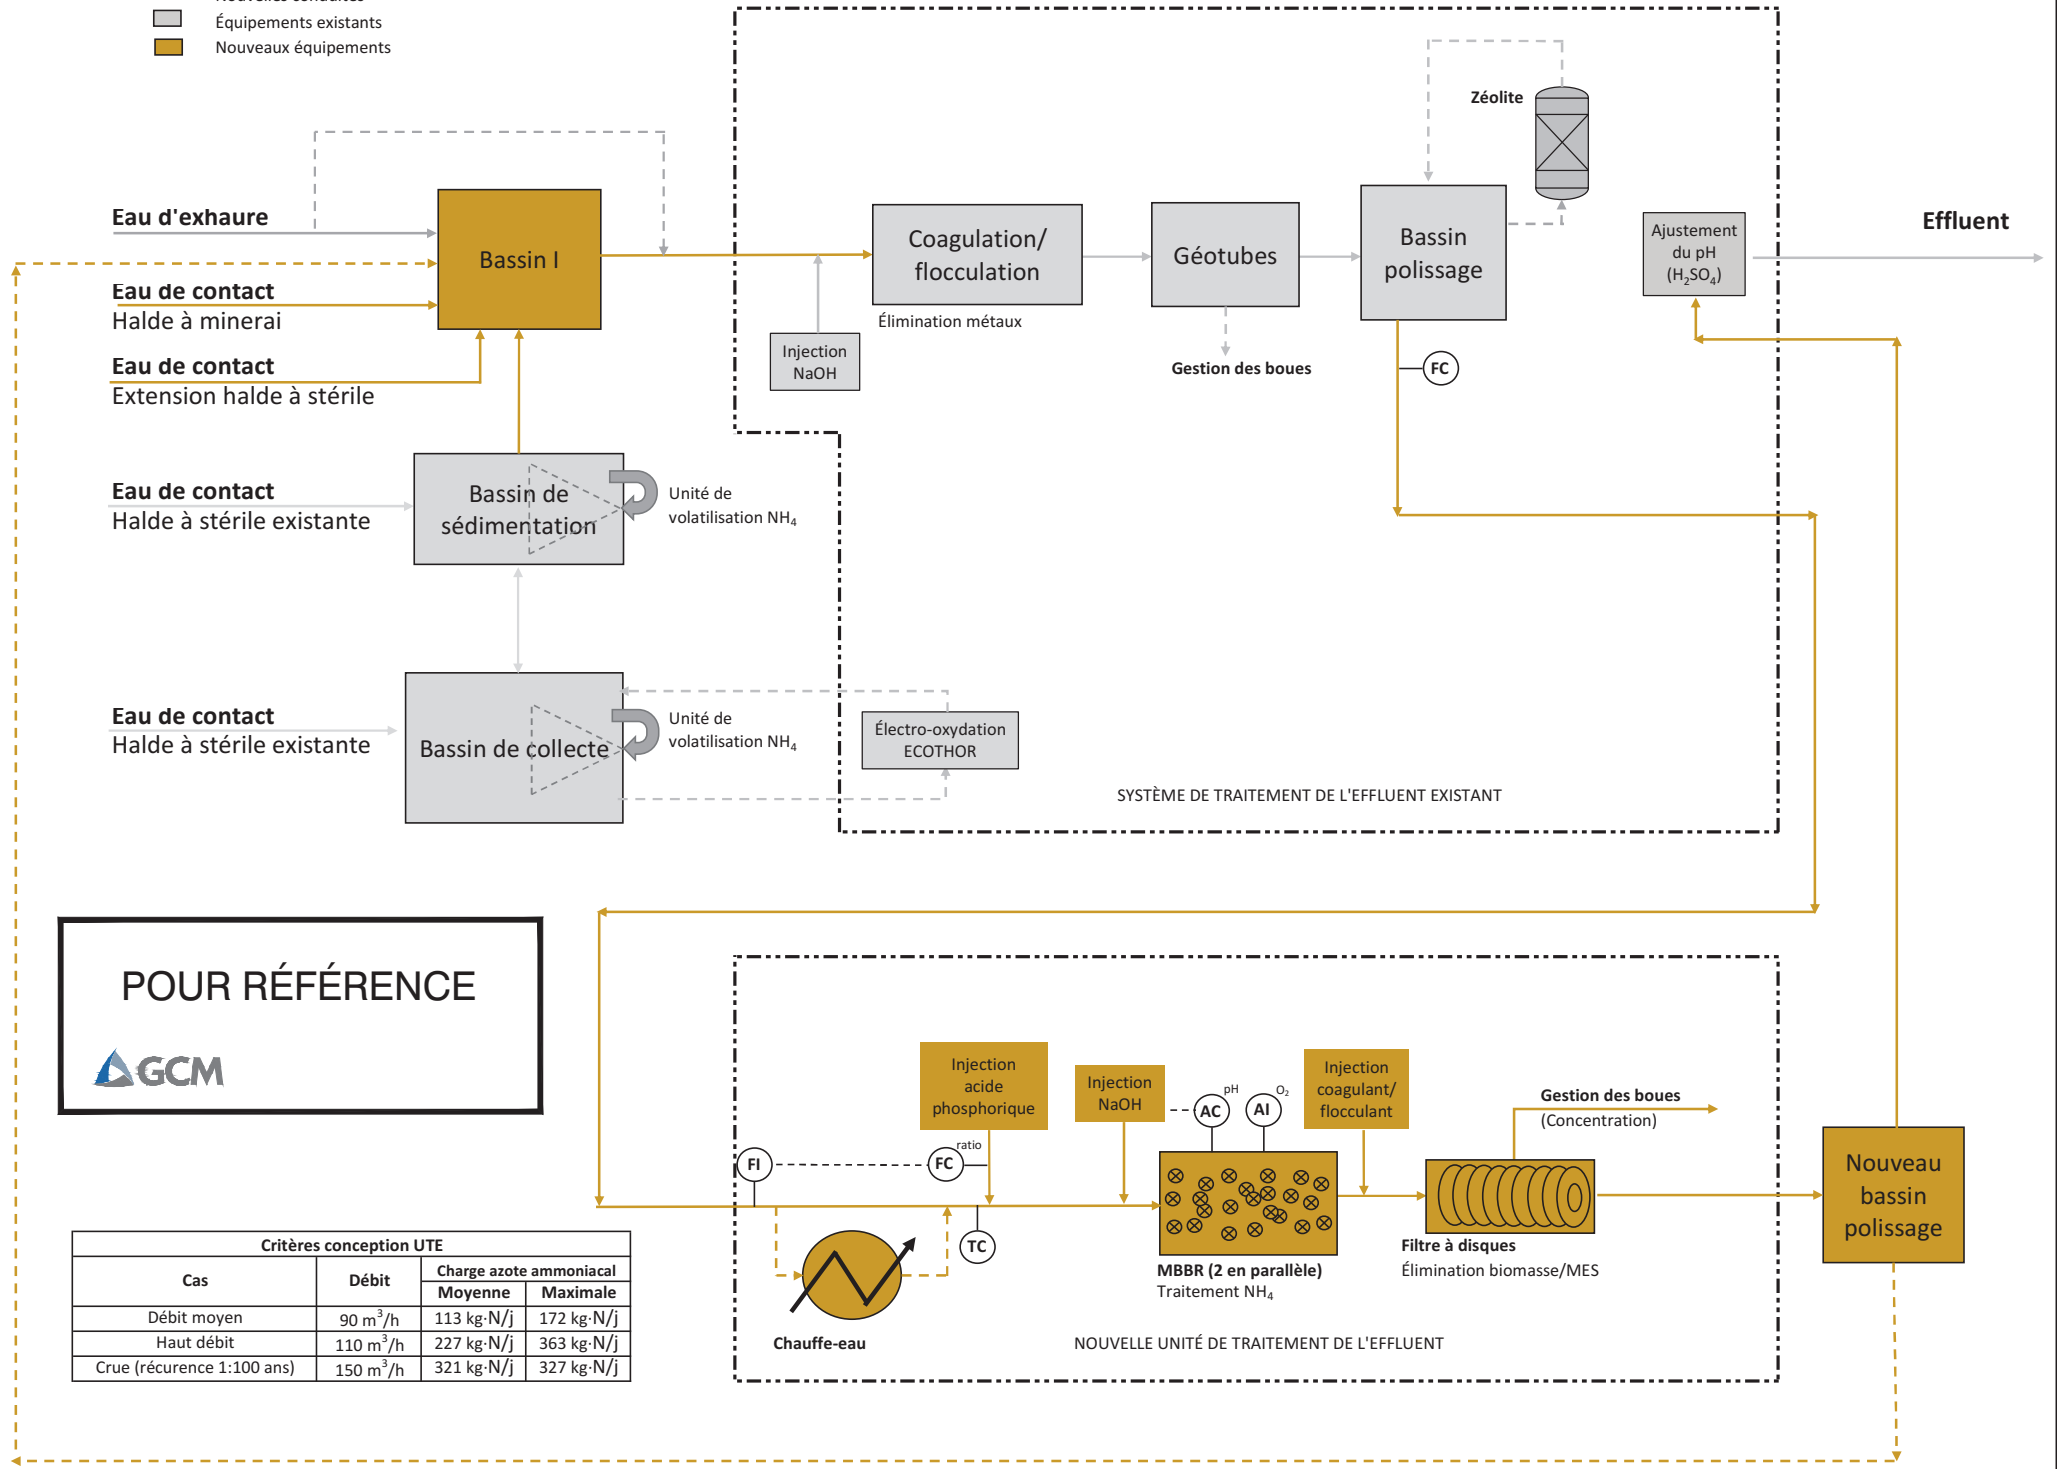 Nouvelles conduites
Équipements existants
Nouveaux équipements
Zéolite
Eau d'exhaure
Bassin I
Eau de contact
Halde à minerai
Eau de contact
Extension halde à stérile
Coagulation/
flocculation
Élimination métaux
Géotubes
Bassin
polissage
Ajustement
du pH
(H₂SO₄)
Effluent
Injection
NaOH
Gestion des boues
FC
Eau de contact
Halde à stérile existante
Bassin de
sédimentation
Unité de
volatilisation NH₄
Eau de contact
Halde à stérile existante
Bassin de collecte
Unité de
volatilisation NH₄
Électro-oxydation
ECOTHOR
SYSTÈME DE TRAITEMENT DE L'EFFLUENT EXISTANT
POUR RÉFÉRENCE
GCM
Injection
acide
phosphorique
Injection
NaOH
pH
AC
O₂
AI
Injection
coagulant/
flocculant
Gestion des boues
(Concentration)
FI
FC
ratio
TC
Nouveau
bassin
polissage
Chauffe-eau
MBBR (2 en parallèle)
Traitement NH₄
Filtre à disques
Élimination biomasse/MES
NOUVELLE UNITÉ DE TRAITEMENT DE L'EFFLUENT
Critères conception UTE
Cas Débit Charge azote ammoniacal
Moyenne Maximale
Débit moyen 90 m³/h 113 kg·N/j 172 kg·N/j
Haut débit 110 m³/h 227 kg·N/j 363 kg·N/j
Crue (récurence 1:100 ans) 150 m³/h 321 kg·N/j 327 kg·N/j